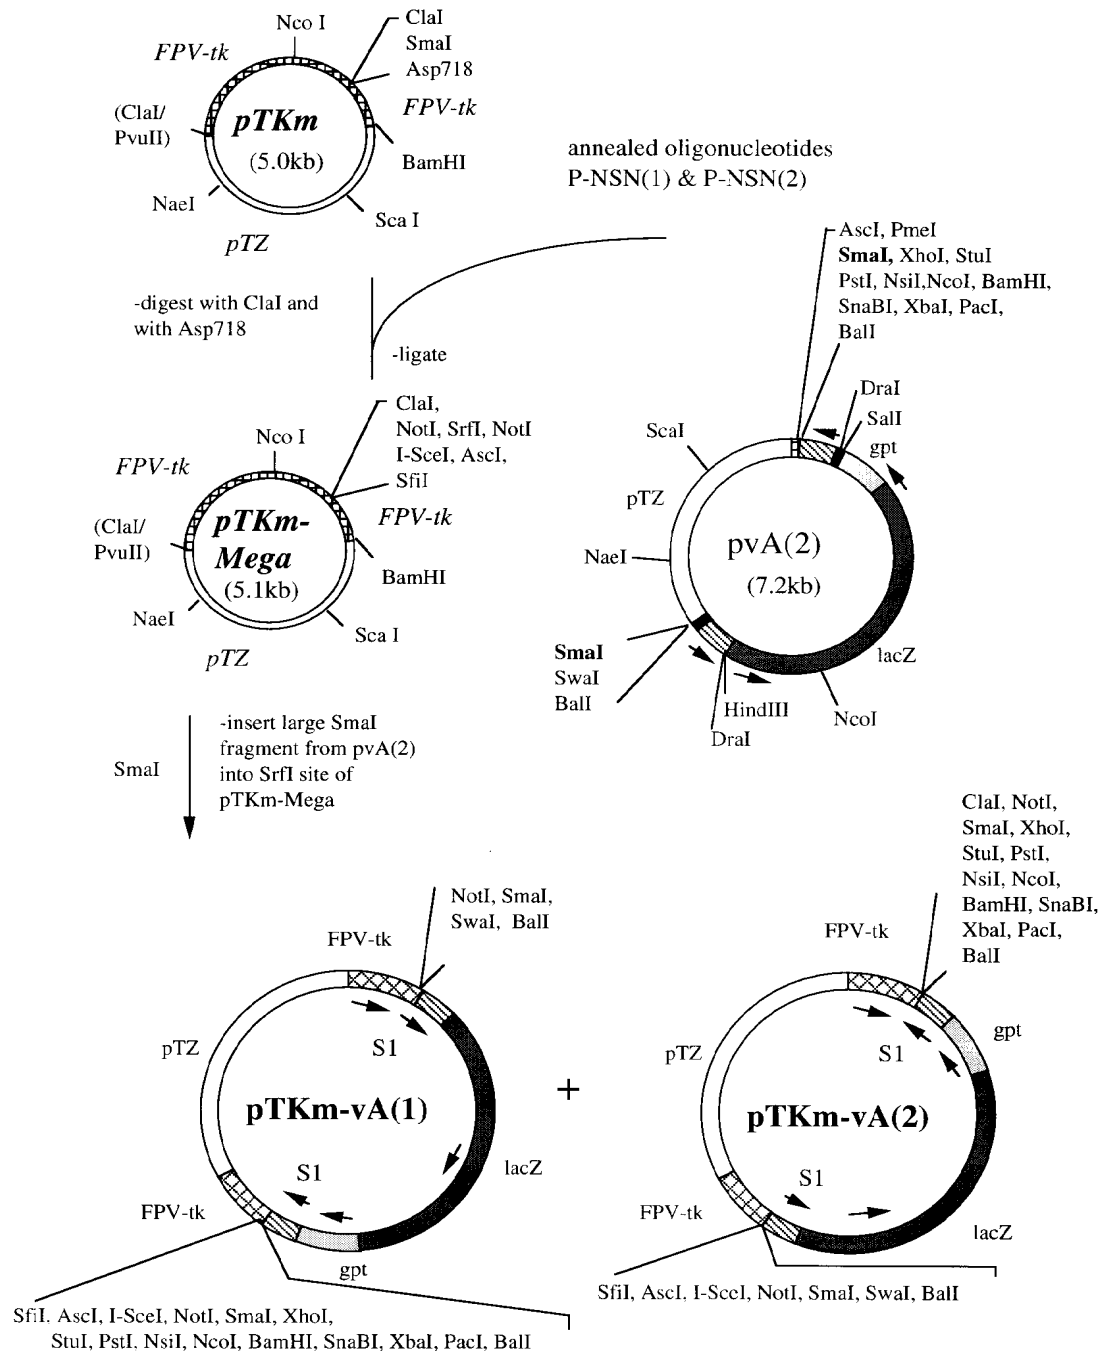 Nco I
ClaI
SmaI
Asp718
FPV-tk
FPV-tk
(ClaI/
PvuII)
pTKm
(5.0kb)
BamHI
NaeI
Sca I
pTZ
annealed oligonucleotides
P-NSN(1) & P-NSN(2)
-digest with ClaI and
with Asp718
-ligate
AscI, PmeI
SmaI, XhoI, StuI
PstI, NsiI,NcoI, BamHI,
SnaBI, XbaI, PacI,
BalI
DraI
SalI
gpt
ScaI
pTZ
NaeI
pvA(2)
(7.2kb)
lacZ
SmaI
SwaI
BalI
HindIII
DraI
NcoI
ClaI,
NotI, SrfI, NotI
I-SceI, AscI,
SfiI
Nco I
FPV-tk
FPV-tk
(ClaI/
PvuII)
pTKm-
Mega
(5.1kb)
BamHI
NaeI
Sca I
pTZ
SmaI
-insert large SmaI
fragment from pvA(2)
into SrfI site of
pTKm-Mega
NotI, SmaI,
SwaI, BalI
FPV-tk
pTZ
S1
pTKm-vA(1)
S1
lacZ
FPV-tk
gpt
SfiI, AscI, I-SceI, NotI, SmaI, XhoI,
StuI, PstI, NsiI, NcoI, BamHI, SnaBI, XbaI, PacI, BalI
+
ClaI, NotI,
SmaI, XhoI,
StuI, PstI,
NsiI, NcoI,
BamHI, SnaBI,
XbaI, PacI,
BalI
FPV-tk
gpt
pTZ
S1
pTKm-vA(2)
S1
FPV-tk
lacZ
SfiI, AscI, I-SceI, NotI, SmaI, SwaI, BalI